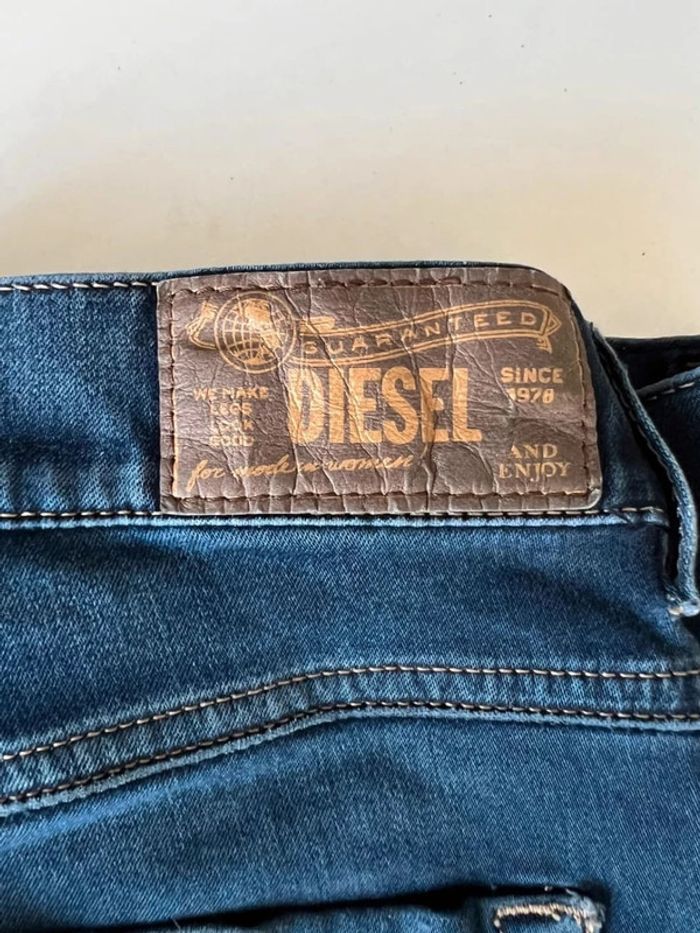 GUARANTEED
DIESEL
WE MAKE
LEGS
LOOK
GOOD
SINCE
1978
for modern women
AND
ENJOY